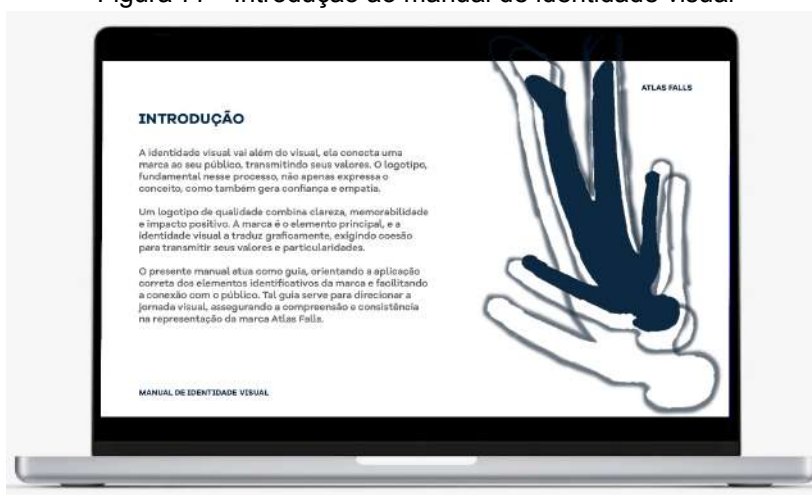 Introdução ao manual de identidade visual
ATLAS FALLS
INTRODUÇÃO
A identidade visual vai além do visual, ela conecta uma
marca ao seu público, transmitindo seus valores. O logotipo,
fundamental nesse processo, não apenas expressa o
conceito, como também gera confiança e empatia.
Um logotipo de qualidade combina clareza, memorabilidade
e impacto positivo. A marca é o elemento principal, e a
identidade visual a traduz graficamente, exigindo coesão
para transmitir seus valores e particularidades.
O presente manual atua como guia, orientando a aplicação
correta dos elementos identificativos da marca e facilitando
a conexão com o público. Tal guia serve para direcionar a
jornada visual, assegurando a compreensão e consistência
na representação da marca Atlas Falls.
MANUAL DE IDENTIDADE VISUAL